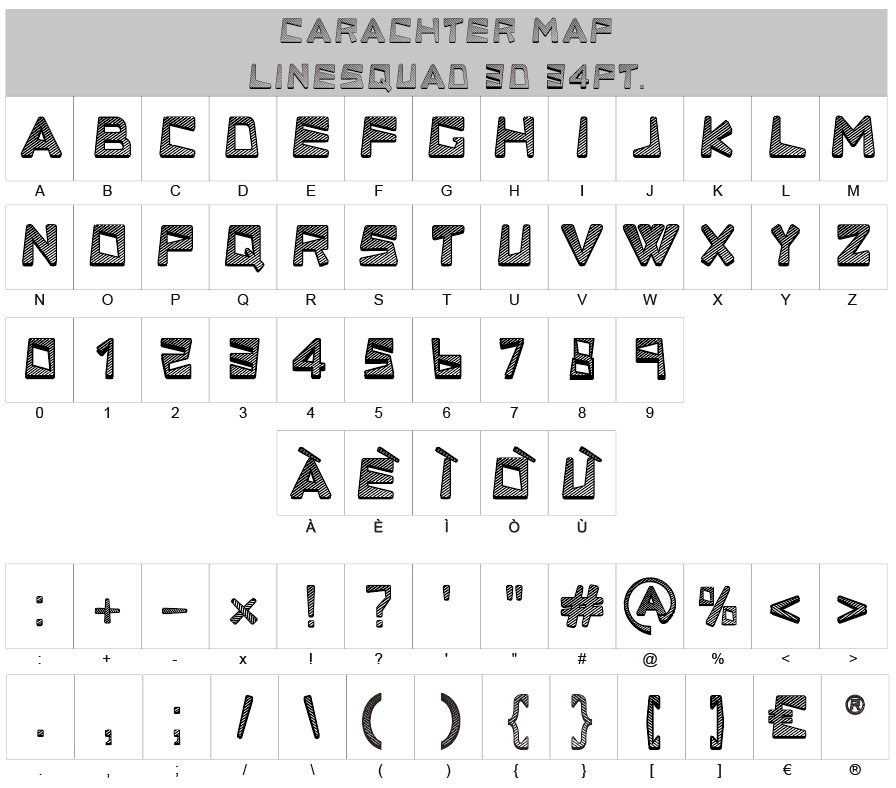 CARACHTER MAP
LINESQUAD 3D 34PT.
A B C D E F G H I J K L M
A B C D E F G H I J K L M
N O P Q R S T U V W X Y Z
N O P Q R S T U V W X Y Z
0 1 2 3 4 5 6 7 8 9
0 1 2 3 4 5 6 7 8 9
À È Ì Ò Ù
À È Ì Ò Ù
: + - x ! ? ' " # @ % < >
: + - x ! ? ' " # @ % < >
. , ; / \ ( ) { } [ ] € ®
. , ; / \ ( ) { } [ ] € ®